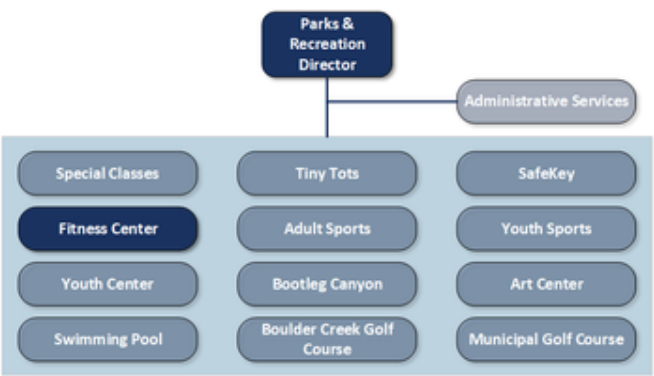 Parks &
Recreation
Director
Administrative Services
Special Classes
Tiny Tots
SafeKey
Fitness Center
Adult Sports
Youth Sports
Youth Center
Bootleg Canyon
Art Center
Swimming Pool
Boulder Creek Golf
Course
Municipal Golf Course